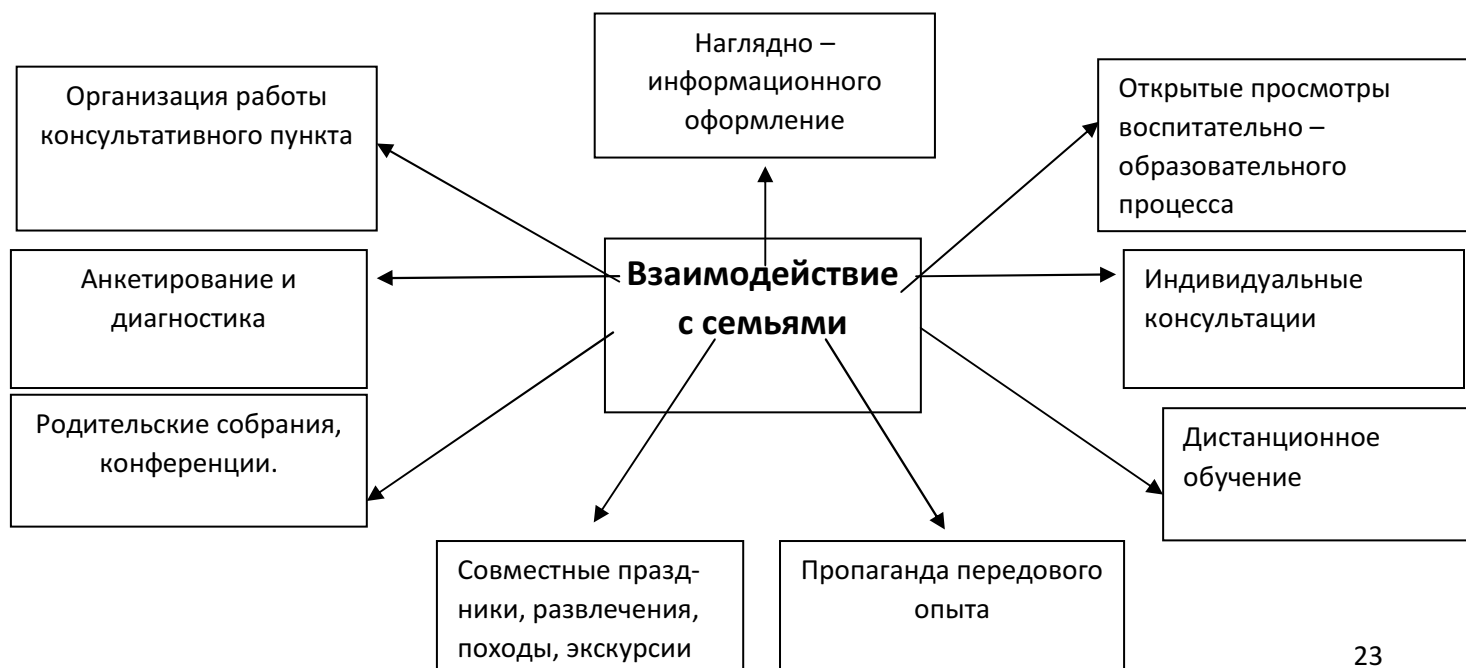 Наглядно –
информационного
оформление
Организация работы
консультативного пункта
Открытые просмотры
воспитательно –
образовательного
процесса
Взаимодействие
с семьями
Анкетирование и
диагностика
Индивидуальные
консультации
Родительские собрания,
конференции.
Дистанционное
обучение
Совместные празд-
ники, развлечения,
походы, экскурсии
Пропаганда передового
опыта
23